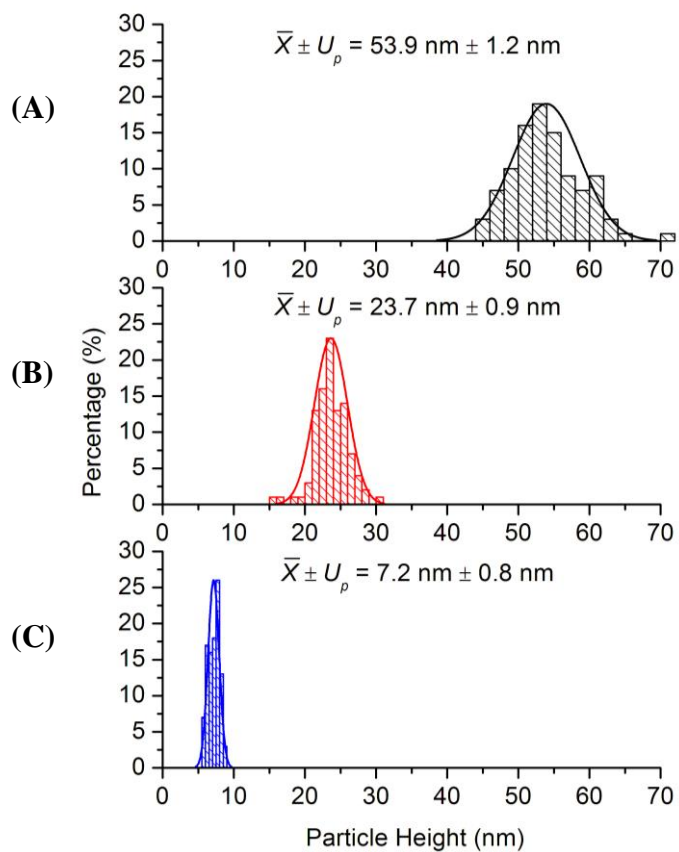 (A)
30
25
20
15
10
5
0
X̄ ± U_p = 53.9 nm ± 1.2 nm
0 10 20 30 40 50 60 70
(B)
Percentage (%)
30
25
20
15
10
5
0
X̄ ± U_p = 23.7 nm ± 0.9 nm
0 10 20 30 40 50 60 70
(C)
30
25
20
15
10
5
0
X̄ ± U_p = 7.2 nm ± 0.8 nm
0 10 20 30 40 50 60 70
Particle Height (nm)